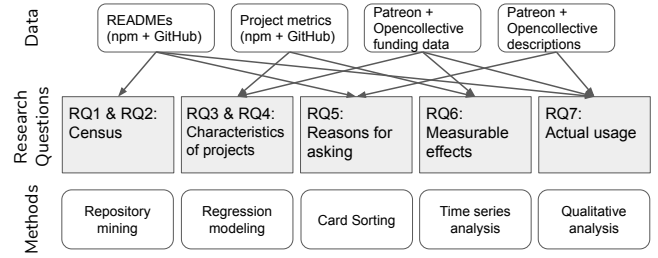 Data
READMEs
(npm + GitHub)
Project metrics
(npm + GitHub)
Patreon +
Opencollective
funding data
Patreon +
Opencollective
descriptions
Research
Questions
RQ1 & RQ2:
Census
RQ3 & RQ4:
Characteristics
of projects
RQ5:
Reasons for
asking
RQ6:
Measurable
effects
RQ7:
Actual usage
Methods
Repository
mining
Regression
modeling
Card Sorting
Time series
analysis
Qualitative
analysis